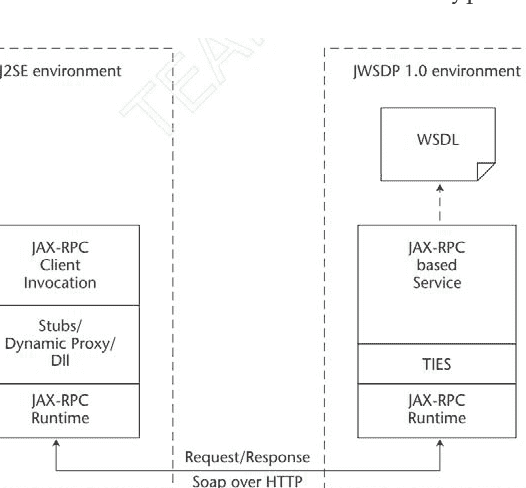 J2SE environment
JWSDP 1.0 environment
WSDL
JAX-RPC
Client
Invocation
Stubs/
Dynamic Proxy/
Dll
JAX-RPC
Runtime
JAX-RPC
based
Service
TIES
JAX-RPC
Runtime
Request/Response
Soap over HTTP